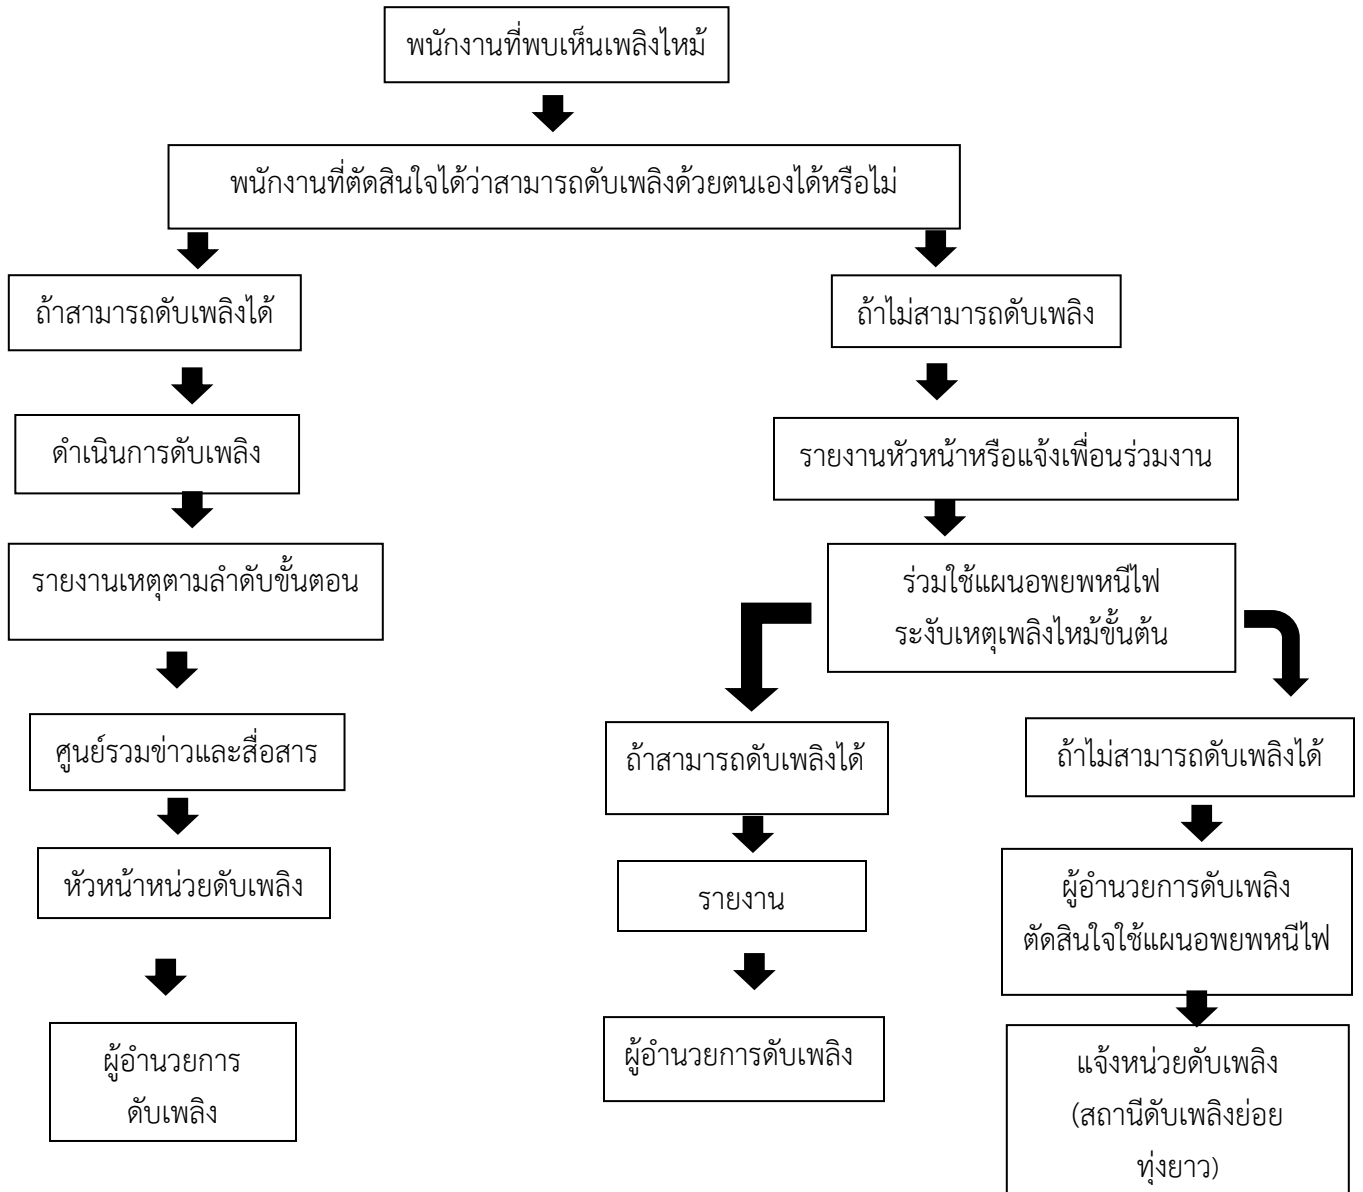 พนักงานที่พบเห็นเพลิงไหม้
พนักงานที่ตัดสินใจได้ว่าสามารถดับเพลิงด้วยตนเองได้หรือไม่
ถ้าสามารถดับเพลิงได้
ถ้าไม่สามารถดับเพลิง
ดำเนินการดับเพลิง
รายงานหัวหน้าหรือแจ้งเพื่อนร่วมงาน
รายงานเหตุตามลำดับขั้นตอน
ร่วมใช้แผนอพยพหนีไฟ
ระงับเหตุเพลิงไหม้ขั้นต้น
ศูนย์รวมข่าวและสื่อสาร
ถ้าสามารถดับเพลิงได้
ถ้าไม่สามารถดับเพลิงได้
หัวหน้าหน่วยดับเพลิง
รายงาน
ผู้อำนวยการดับเพลิง
ตัดสินใจใช้แผนอพยพหนีไฟ
ผู้อำนวยการ
ดับเพลิง
ผู้อำนวยการดับเพลิง
แจ้งหน่วยดับเพลิง
(สถานีดับเพลิงย่อย
ทุ่งยาว)